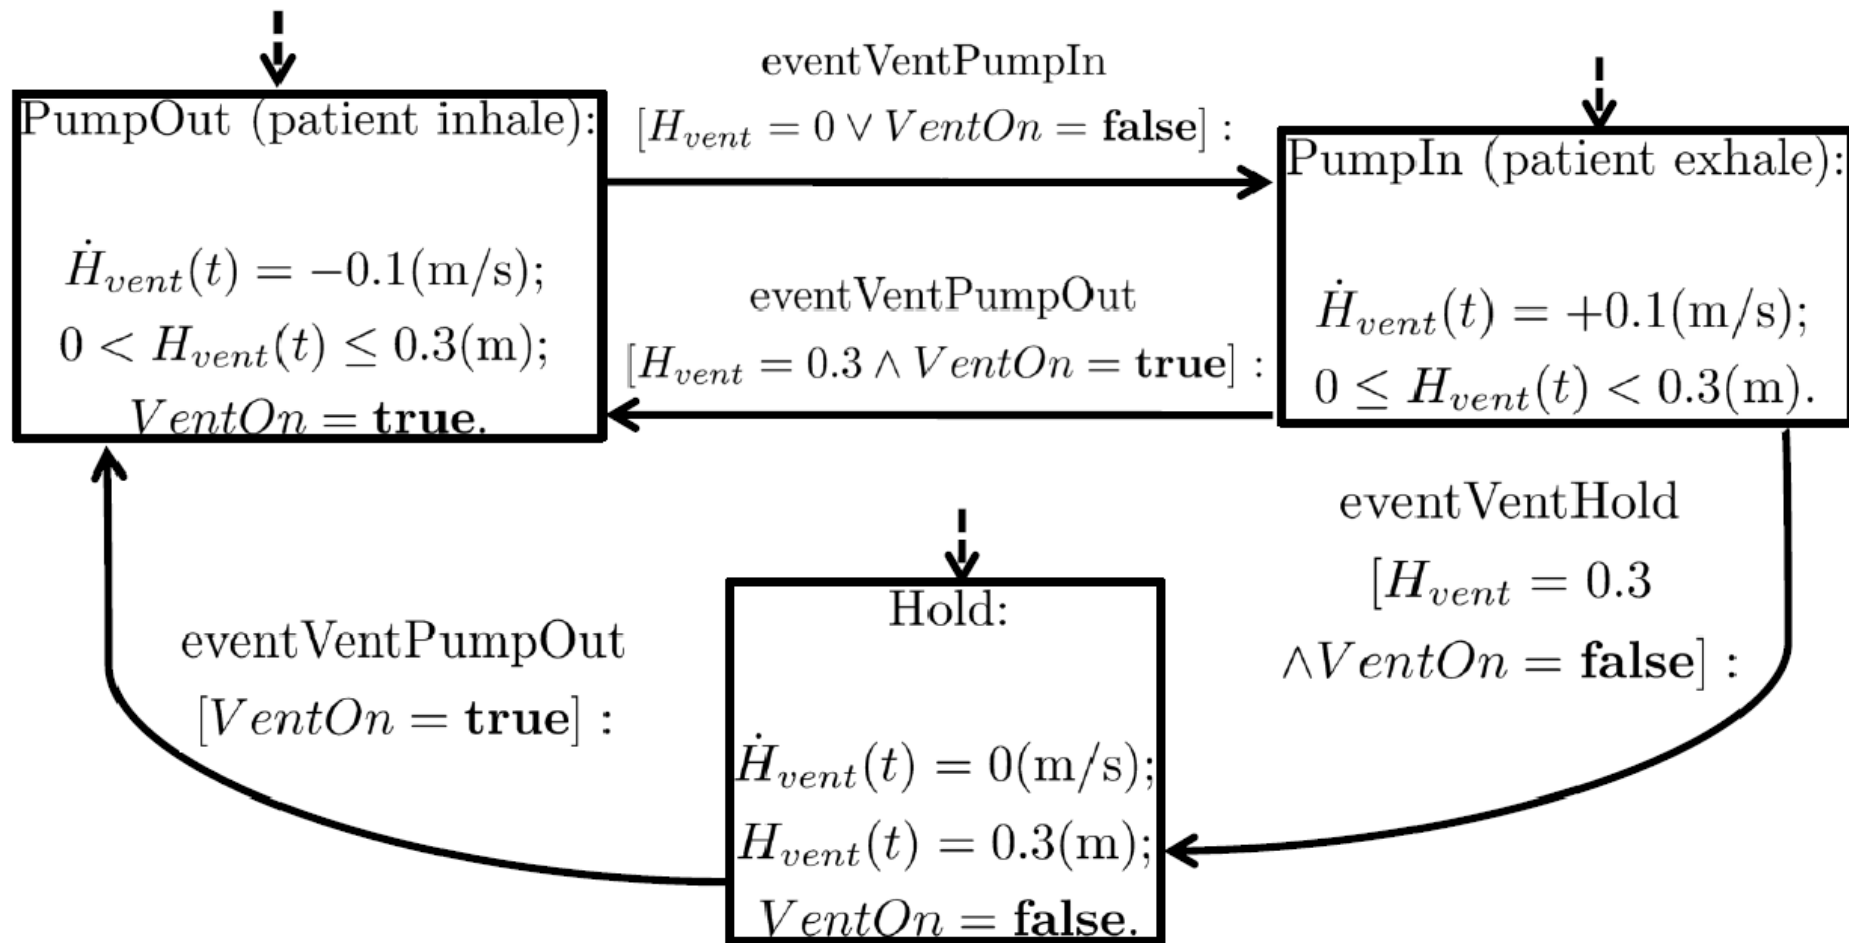 PumpOut (patient inhale):
Ḣ_vent(t) = −0.1(m/s);
0 < H_vent(t) ≤ 0.3(m);
VentOn = true.
eventVentPumpIn
[H_vent = 0 ∨ VentOn = false] :
eventVentPumpOut
[H_vent = 0.3 ∧ VentOn = true] :
PumpIn (patient exhale):
Ḣ_vent(t) = +0.1(m/s);
0 ≤ H_vent(t) < 0.3(m).
eventVentHold
[H_vent = 0.3
∧VentOn = false] :
eventVentPumpOut
[VentOn = true] :
Hold:
Ḣ_vent(t) = 0(m/s);
H_vent(t) = 0.3(m);
VentOn = false.